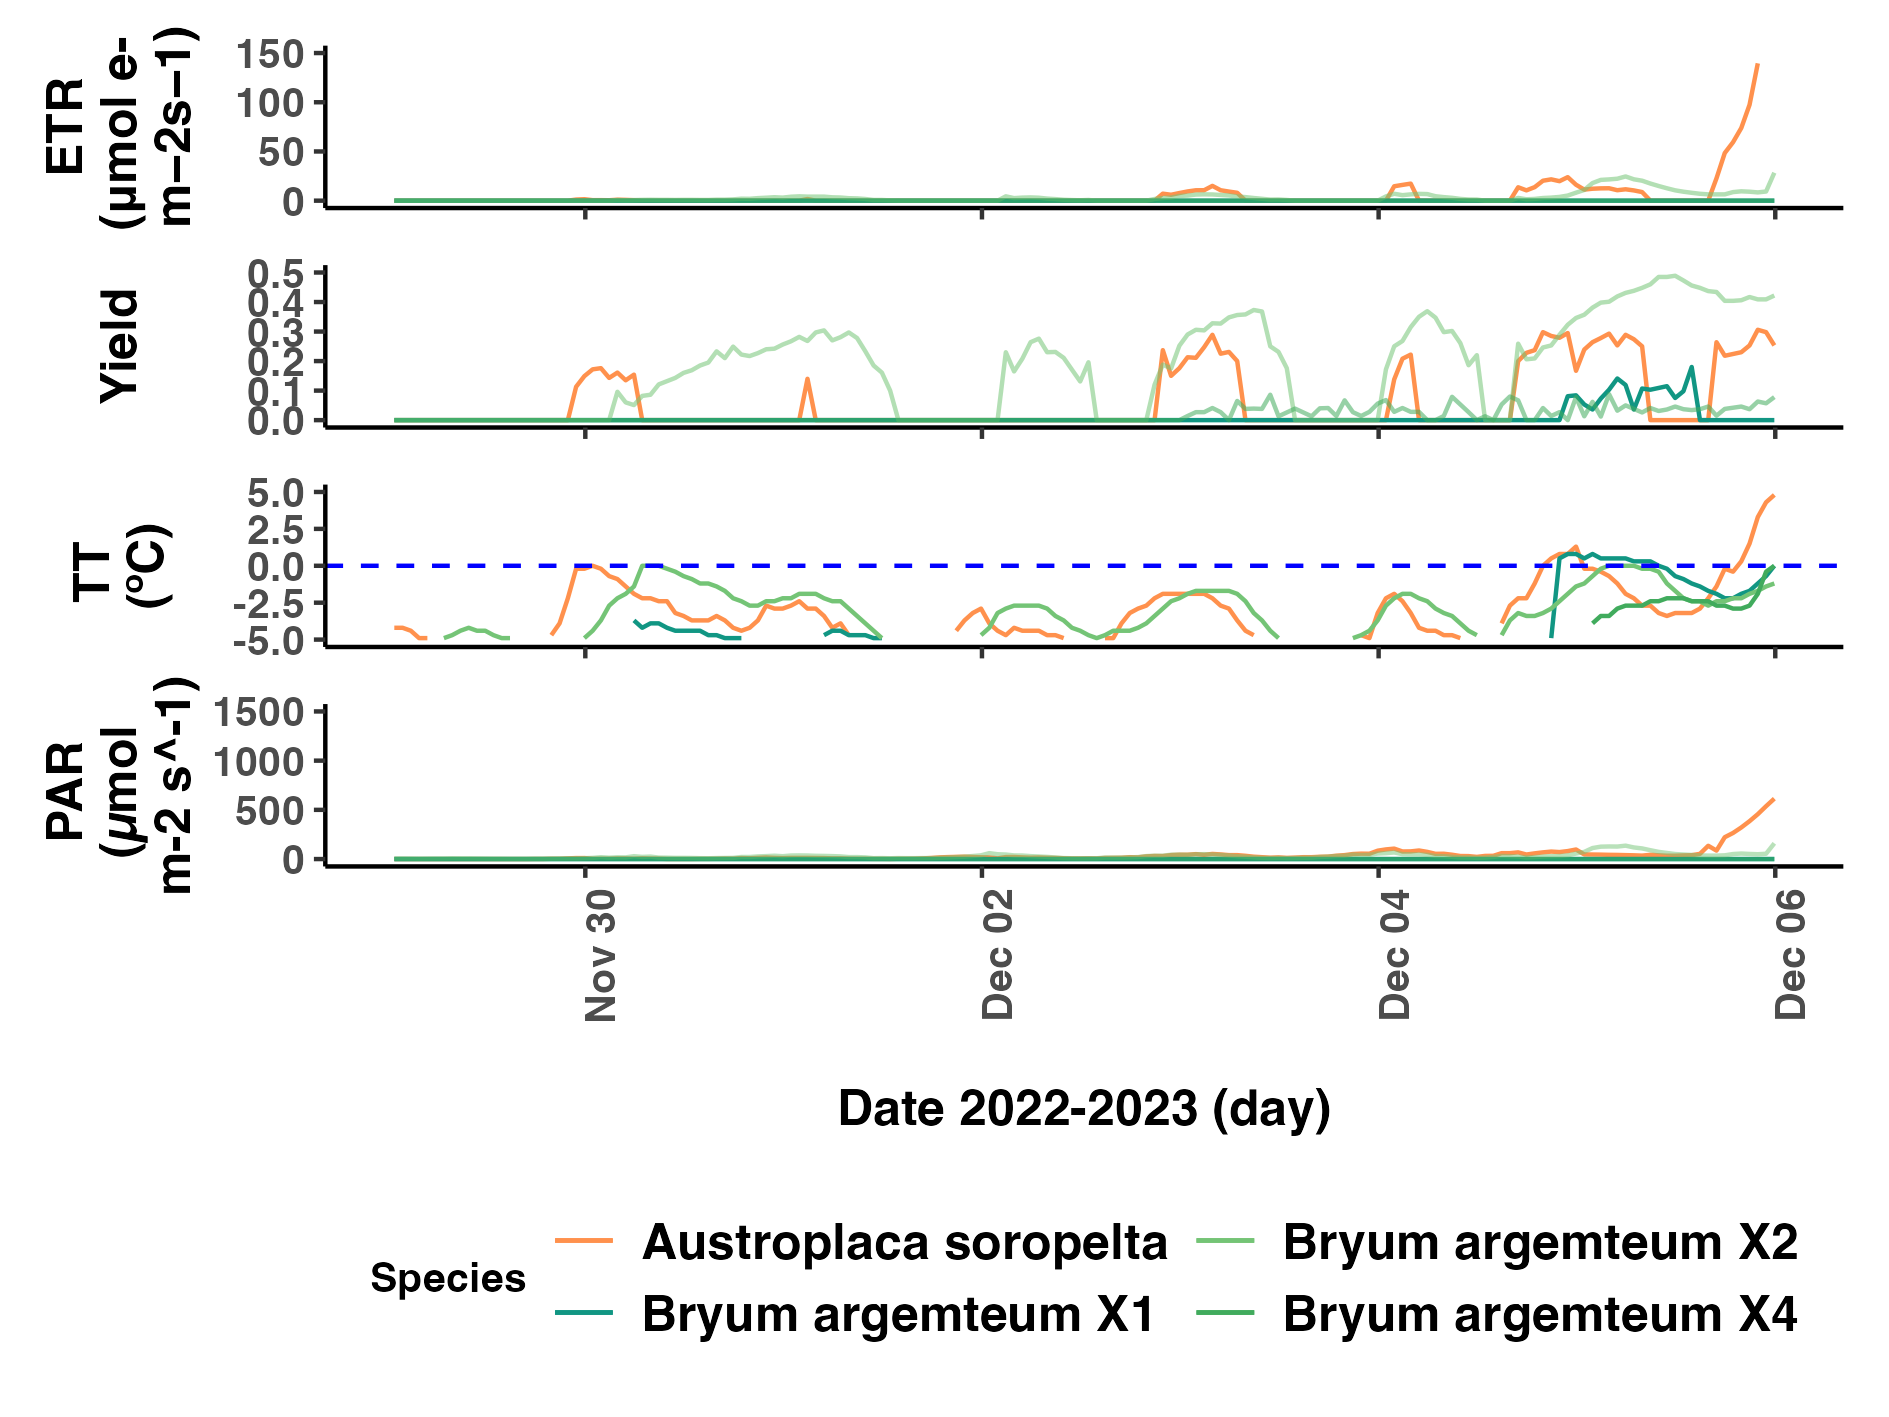 ETR
(µmol e-
m−2s−1)
150
100
50
0
Yield
0.5
0.4
0.3
0.2
0.1
0.0
TT
(°C)
5.0
2.5
0.0
-2.5
-5.0
PAR
(µmol
m-2 s^-1)
1500
1000
500
0
Nov 30
Dec 02
Dec 04
Dec 06
Date 2022-2023 (day)
Species
Austroplaca soropelta
Bryum argemteum X2
Bryum argemteum X1
Bryum argemteum X4